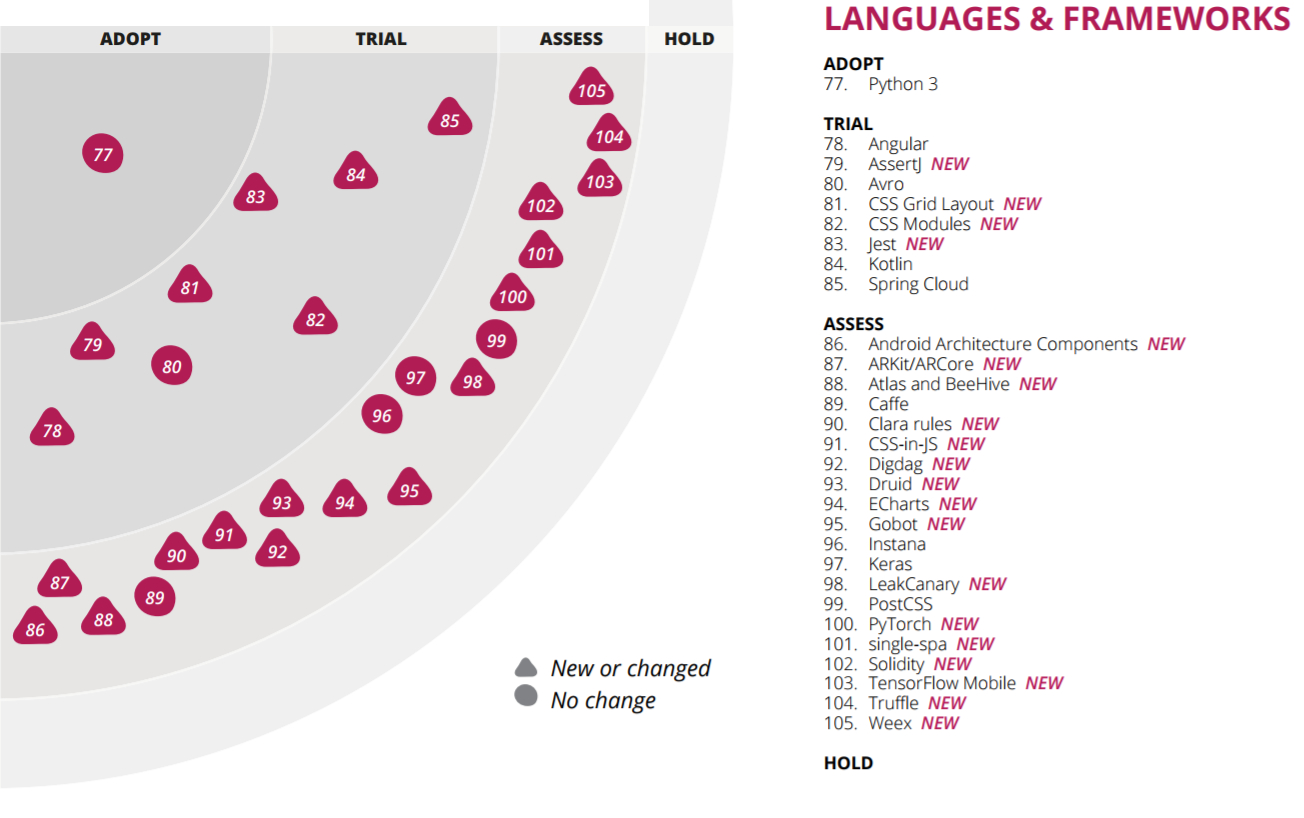 LANGUAGES & FRAMEWORKS
ADOPT TRIAL ASSESS HOLD
105
104
103
102
101
100
99
98
97
96
95
94
93
92
91
90
89
88
87
86
85
84
83
82
81
80
79
78
77
New or changed
No change
ADOPT
77. Python 3
TRIAL
78. Angular
79. AssertJ NEW
80. Avro
81. CSS Grid Layout NEW
82. CSS Modules NEW
83. Jest NEW
84. Kotlin
85. Spring Cloud
ASSESS
86. Android Architecture Components NEW
87. ARKit/ARCore NEW
88. Atlas and BeeHive NEW
89. Caffe
90. Clara rules NEW
91. CSS-in-JS NEW
92. Digdag NEW
93. Druid NEW
94. ECharts NEW
95. Gobot NEW
96. Instana
97. Keras
98. LeakCanary NEW
99. PostCSS
100. PyTorch NEW
101. single-spa NEW
102. Solidity NEW
103. TensorFlow Mobile NEW
104. Truffle NEW
105. Weex NEW
HOLD